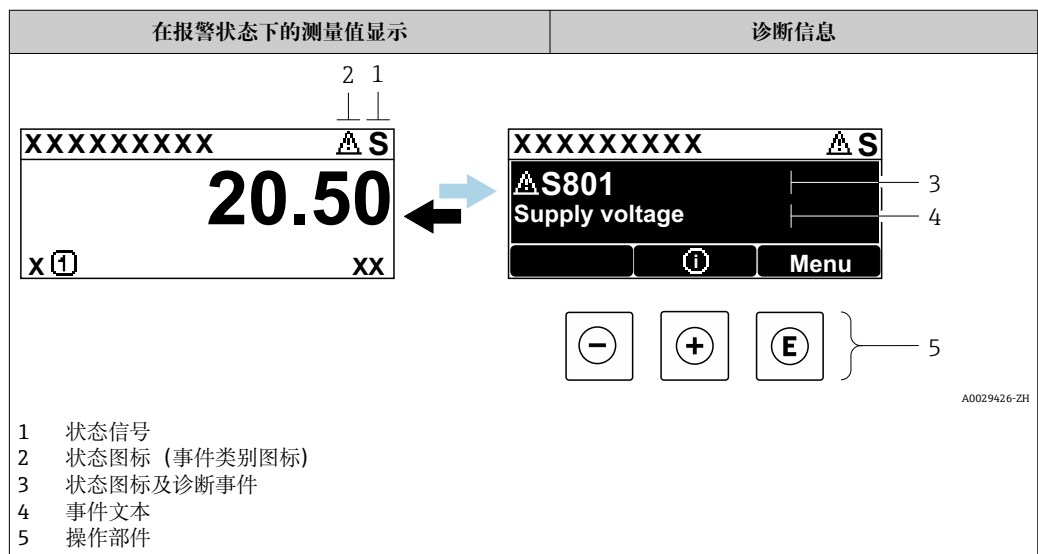 在报警状态下的测量值显示
诊断信息
2 1
XXXXXXXXX ⚠ S
20.50
X ① XX
XXXXXXXXX ⚠ S
⚠S801
Supply voltage
ⓘ Menu
3
4
− + E
5
A0029426-ZH
1 状态信号
2 状态图标（事件类别图标）
3 状态图标及诊断事件
4 事件文本
5 操作部件